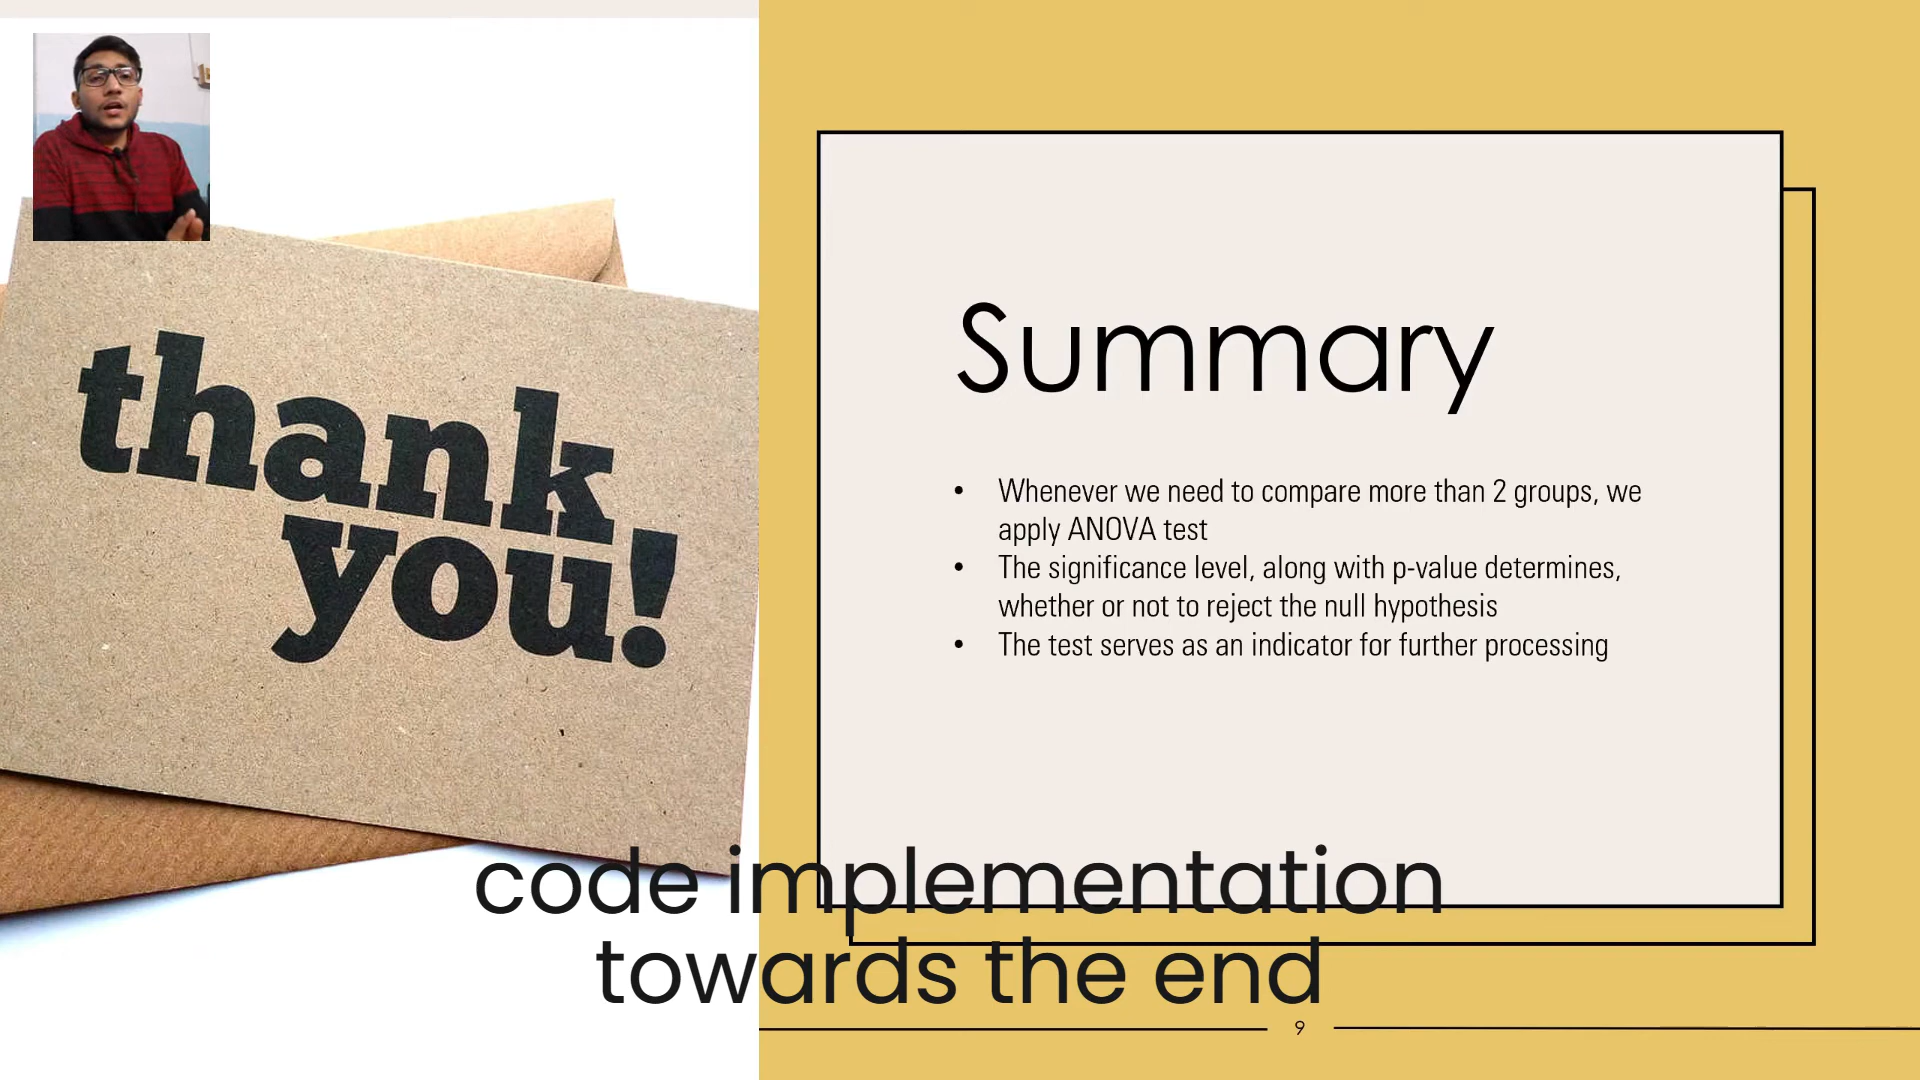 thank
you!
Summary
• Whenever we need to compare more than 2 groups, we
apply ANOVA test
• The significance level, along with p-value determines,
whether or not to reject the null hypothesis
• The test serves as an indicator for further processing
code implementation
towards the end
9